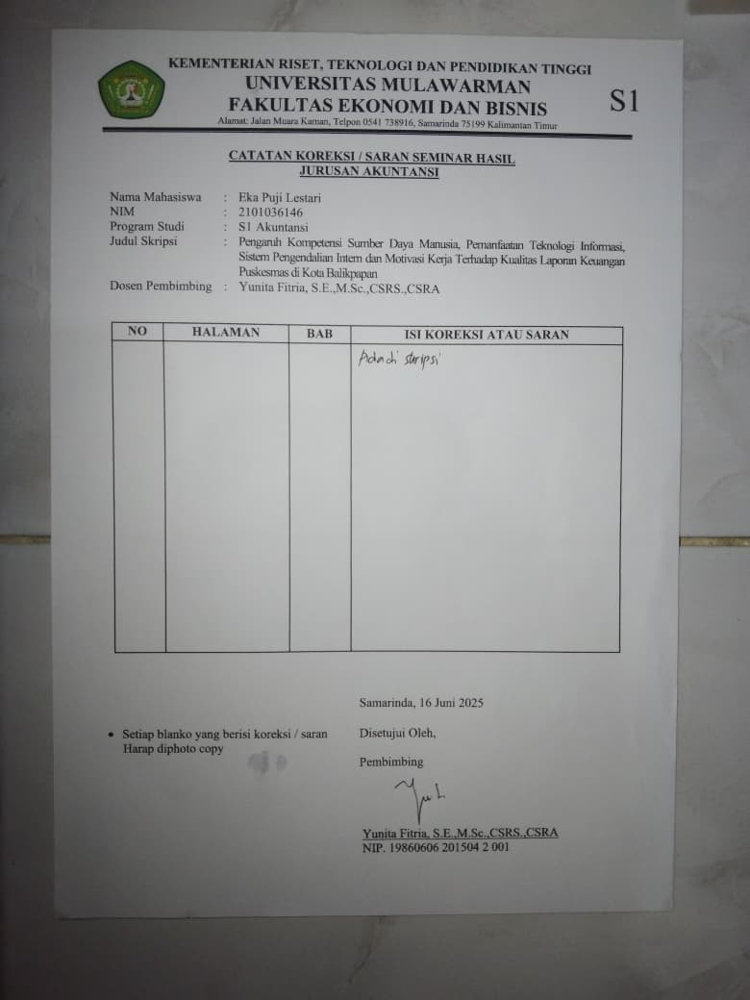 KEMENTERIAN RISET, TEKNOLOGI DAN PENDIDIKAN TINGGI
UNIVERSITAS MULAWARMAN
FAKULTAS EKONOMI DAN BISNIS
S1
Alamat: Jalan Muara Kaman, Telpon 0541 738916, Samarinda 75199 Kalimantan Timur
CATATAN KOREKSI / SARAN SEMINAR HASIL
JURUSAN AKUNTANSI
Nama Mahasiswa : Eka Puji Lestari
NIM : 2101036146
Program Studi : S1 Akuntansi
Judul Skripsi : Pengaruh Kompetensi Sumber Daya Manusia, Pemanfaatan Teknologi Informasi,
Sistem Pengendalian Intern dan Motivasi Kerja Terhadap Kualitas Laporan Keuangan
Puskesmas di Kota Balikpapan
Dosen Pembimbing : Yunita Fitria, S.E.,M.Sc.,CSRS.,CSRA
NO HALAMAN BAB ISI KOREKSI ATAU SARAN
Ada di skripsi
Samarinda, 16 Juni 2025
• Setiap blanko yang berisi koreksi / saran
Harap diphoto copy
Disetujui Oleh,
Pembimbing
Yunita Fitria, S.E.,M.Sc.,CSRS.,CSRA
NIP. 19860606 201504 2 001